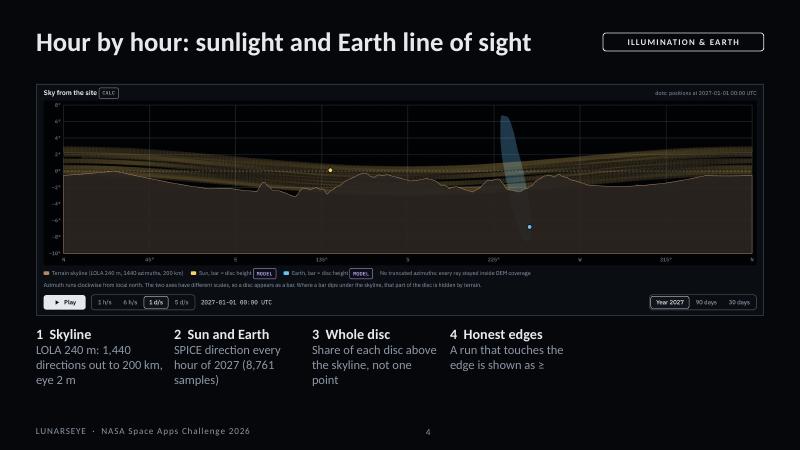 Hour by hour: sunlight and Earth line of sight
ILLUMINATION & EARTH
Sky from the site CALC
dots: positions at 2027-01-01 00:00 UTC
8°
6°
4°
2°
0°
−2°
−4°
−6°
−8°
−10°
N 45° 135° S 225° W 315° N
Terrain skyline (LOLA 240 m, 1440 azimuths, 200 km) Sun, bar = disc height MODEL Earth, bar = disc height MODEL No truncated azimuths: every ray stayed inside DEM coverage
Azimuth runs clockwise from local north. The two axes have different scales, so a disc appears as a bar. Where a bar dips under the skyline, that part of the disc is hidden by terrain.
Play 1 h/s 6 h/s 1 d/s 5 d/s 2027-01-01 00:00 UTC Year 2027 90 days 30 days
1 Skyline
LOLA 240 m: 1,440
directions out to 200 km,
eye 2 m
2 Sun and Earth
SPICE direction every
hour of 2027 (8,761
samples)
3 Whole disc
Share of each disc above
the skyline, not one
point
4 Honest edges
A run that touches the
edge is shown as ≥
LUNARSEYE · NASA Space Apps Challenge 2026
4